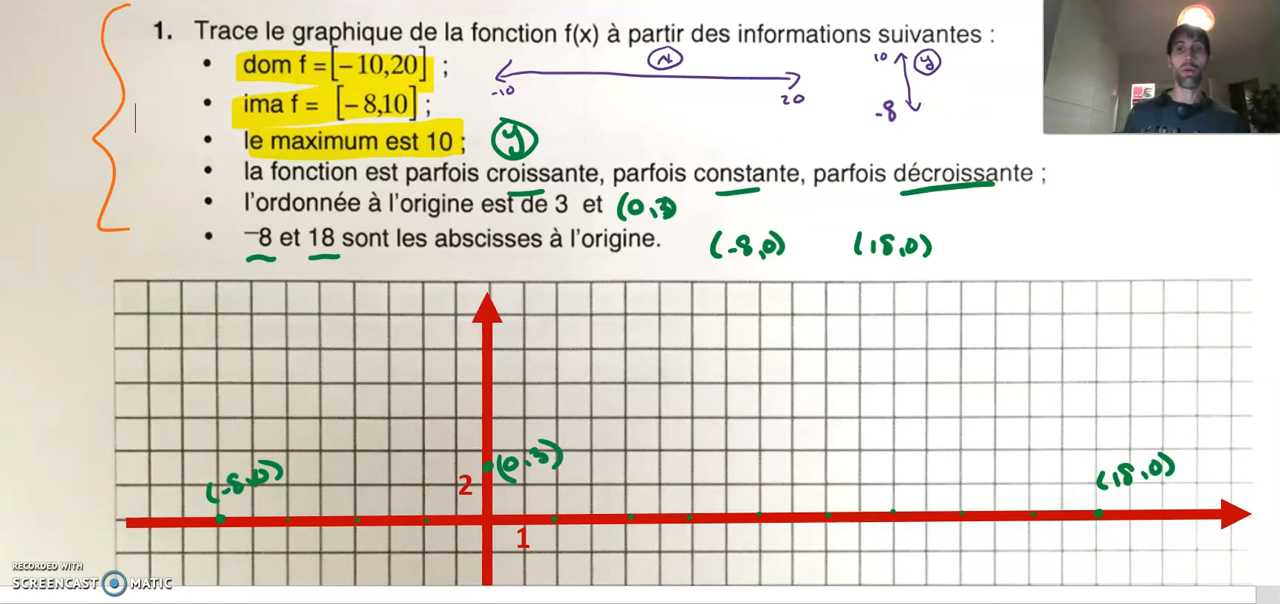 1. Trace le graphique de la fonction f(x) à partir des informations suivantes :
• dom f = [− 10,20] ;
-10 x 20
10 y -8
• ima f = [− 8,10] ;
• le maximum est 10 ; y
• la fonction est parfois croissante, parfois constante, parfois décroissante ;
• l'ordonnée à l'origine est de 3 et (0,3)
• −8 et 18 sont les abscisses à l'origine. (-8,0) (18,0)
(-8,0) (0,3) (18,0)
2
1
RECORDED WITH
SCREENCAST MATIC